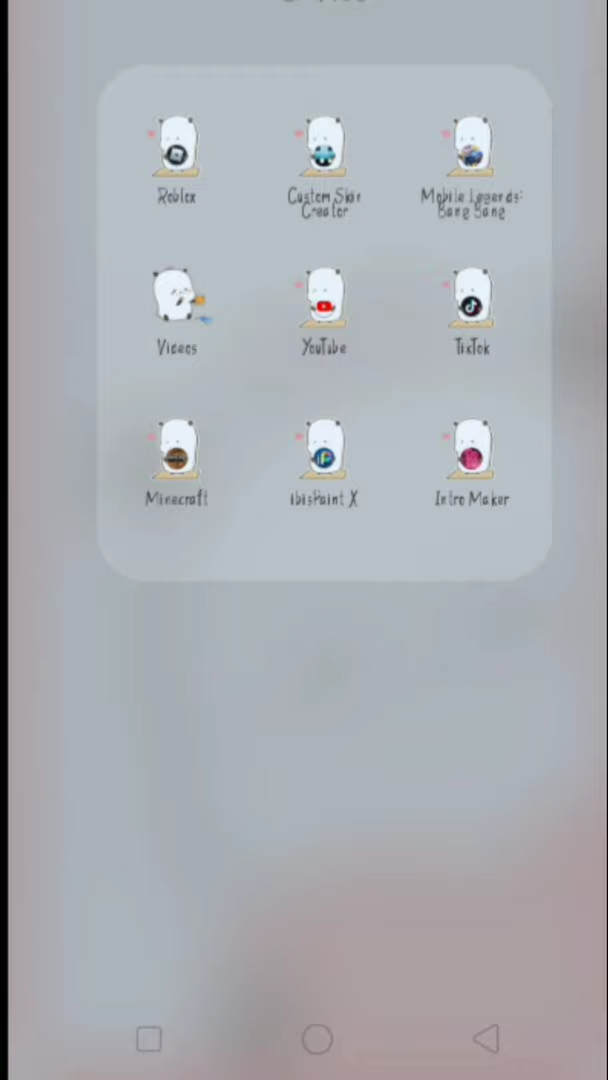 Roblox
Custom Skin
Creator
Mobile Legends:
Bang Bang
Videos
YouTube
TikTok
Minecraft
ibisPaint X
Intro Maker